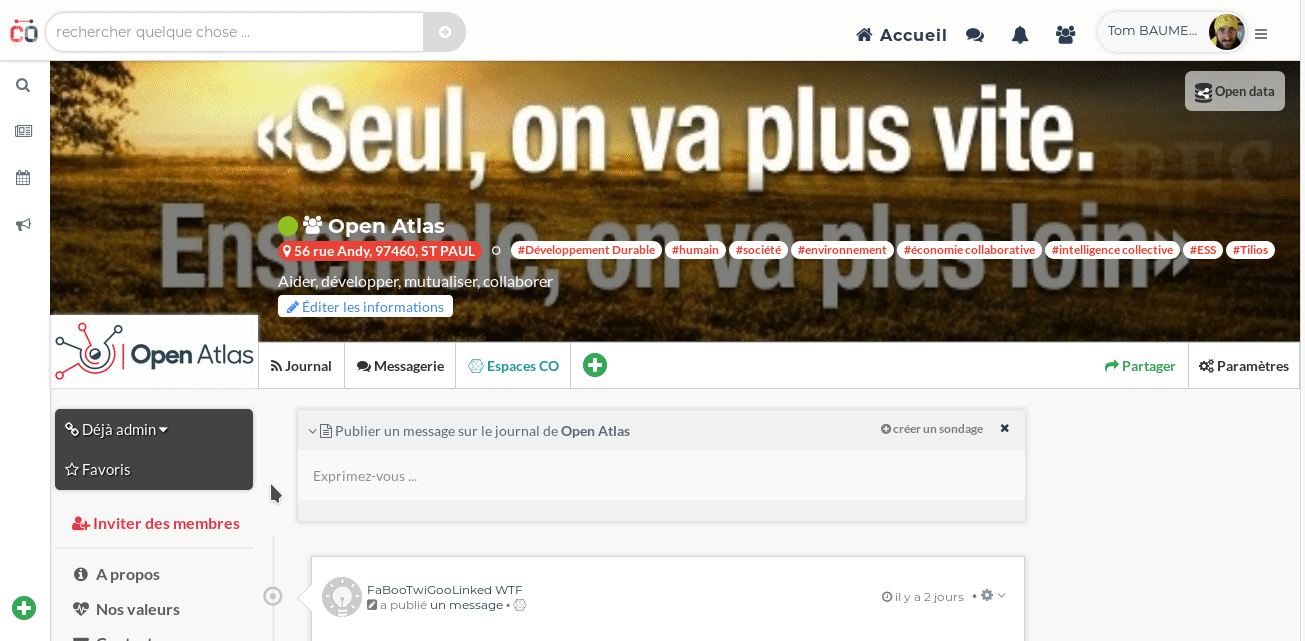 CO
rechercher quelque chose ...
Accueil
Tom BAUME...
Open data
«Seul, on va plus vite.
Ensemble, on va plus loin»
Open Atlas
56 rue Andy, 97460, ST PAUL
#Développement Durable #humain #société #environnement #économie collaborative #intelligence collective #ESS #Tilios
Aider, développer, mutualiser, collaborer
Éditer les informations
Open Atlas
Journal
Messagerie
Espaces CO
Partager
Paramètres
Déjà admin
Favoris
Inviter des membres
A propos
Nos valeurs
Publier un message sur le journal de Open Atlas
créer un sondage
Exprimez-vous ...
FaBooTwiGooLinked WTF
a publié un message •
il y a 2 jours •